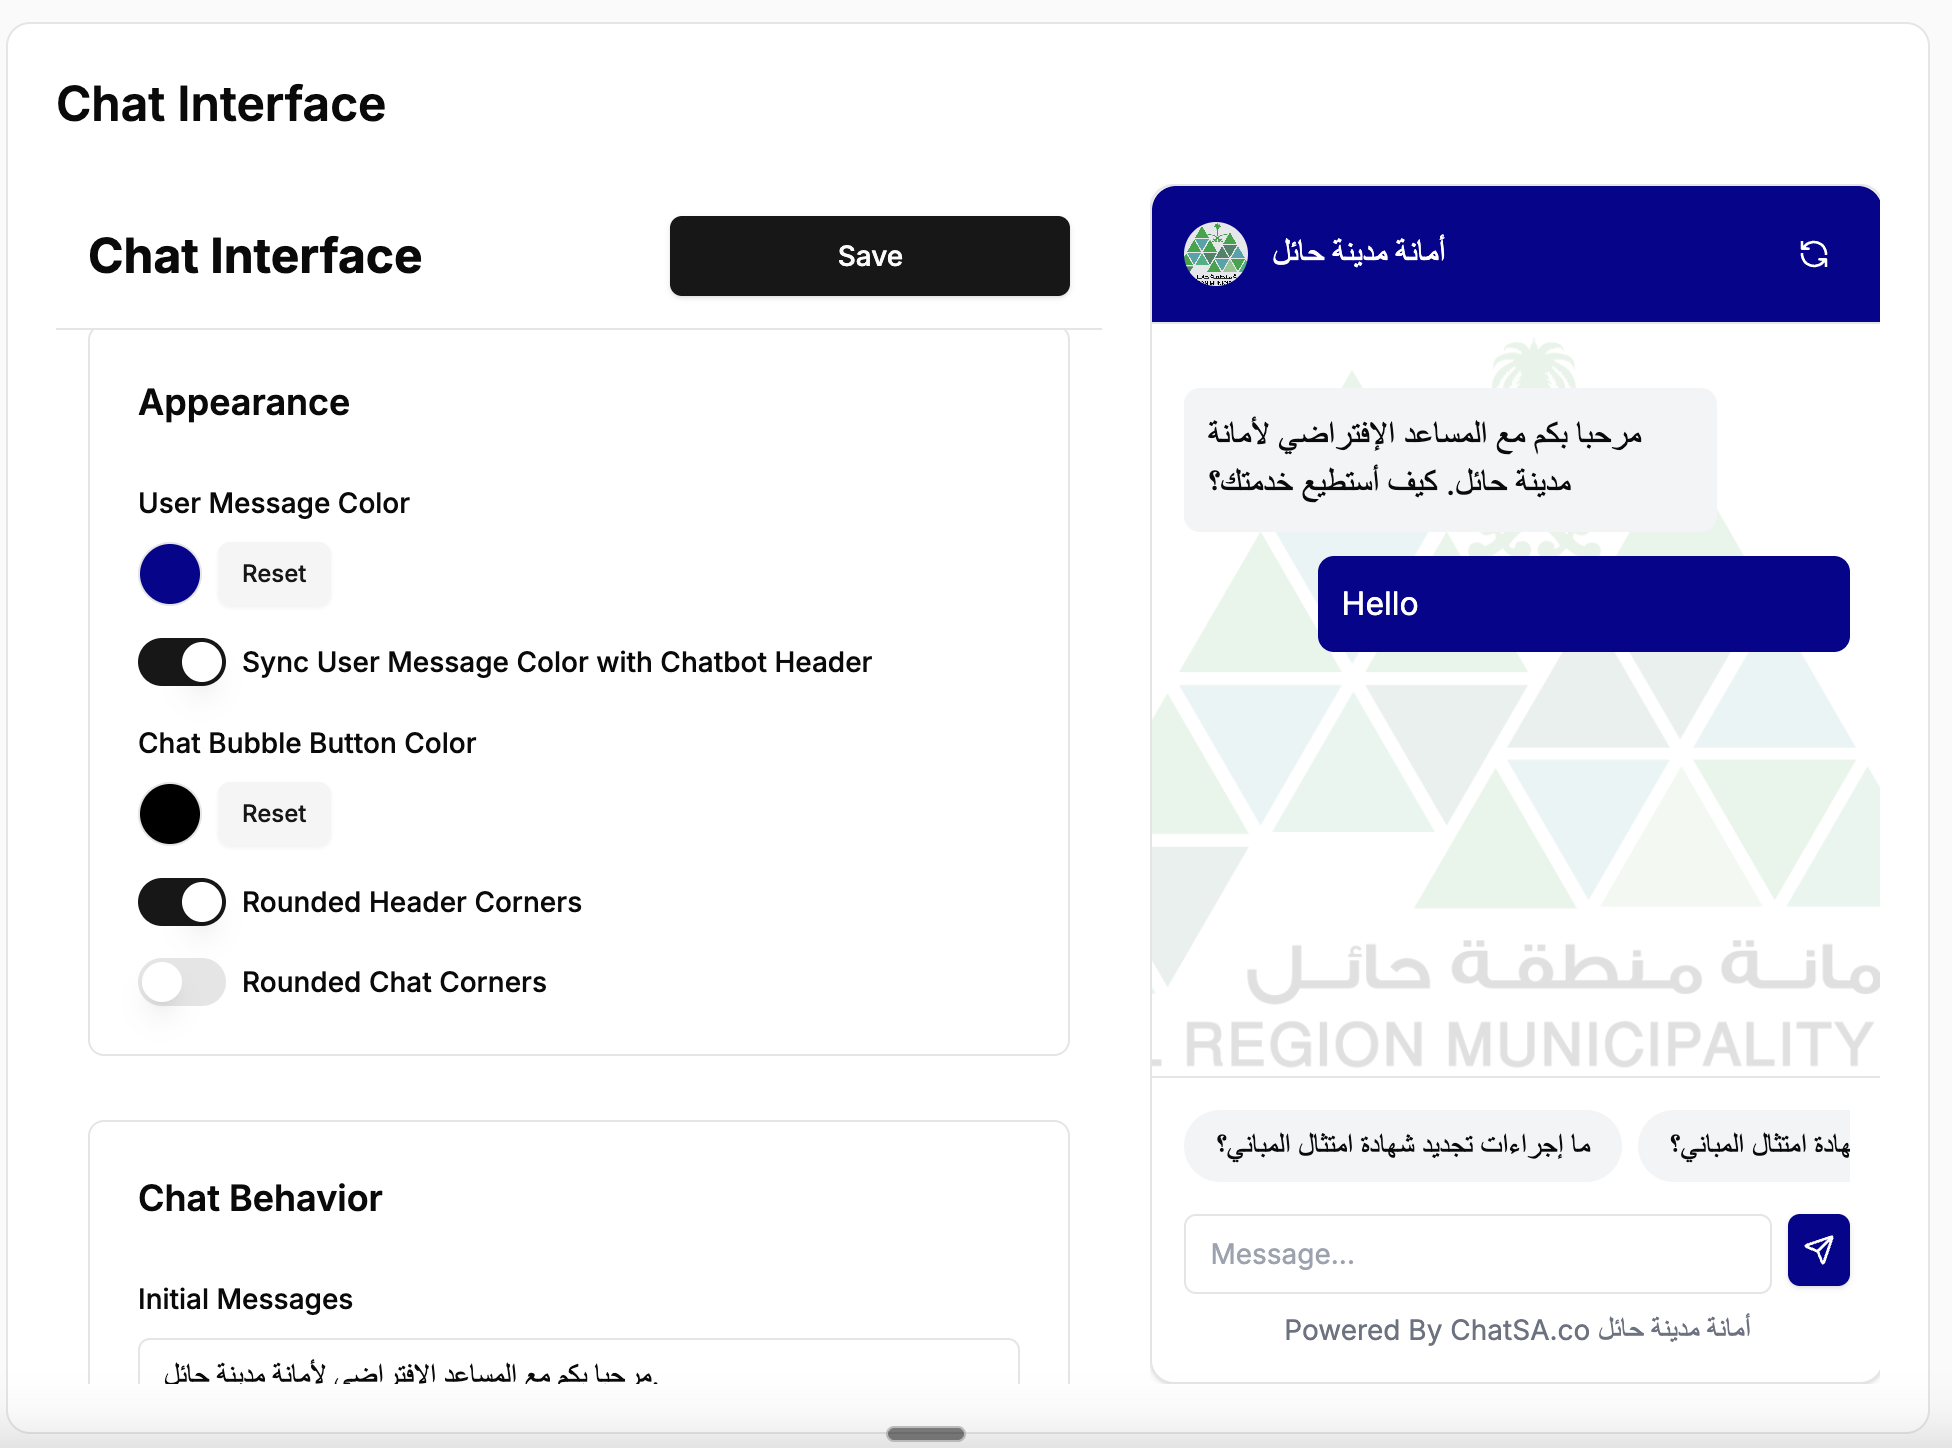 Chat Interface
Chat Interface
Save
Appearance
User Message Color
Reset
Sync User Message Color with Chatbot Header
Chat Bubble Button Color
Reset
Rounded Header Corners
Rounded Chat Corners
Chat Behavior
Initial Messages
مرحبا بكم مع المساعد الافتراضي لأمانة مدينة حائل.
أمانة مدينة حائل
مرحبا بكم مع المساعد الإفتراضي لأمانة
مدينة حائل. كيف أستطيع خدمتك؟
Hello
مانة منطقة حائل
REGION MUNICIPALITY
ما إجراءات تجديد شهادة امتثال المباني؟
هادة امتثال المباني؟
Message...
Powered By ChatSA.co أمانة مدينة حائل